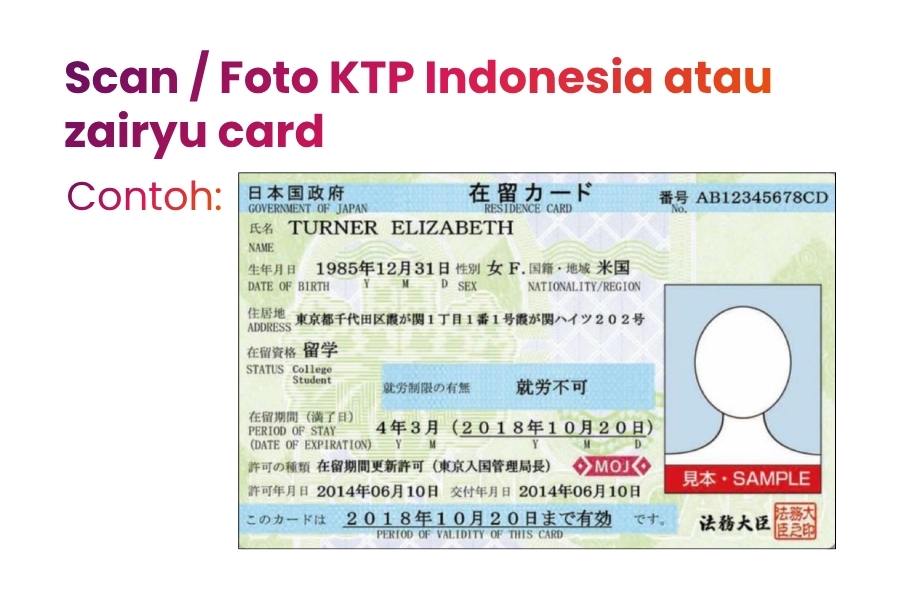 Scan / Foto KTP Indonesia atau
zairyu card
Contoh:
日本国政府 在留カード 番号 AB12345678CD
GOVERNMENT OF JAPAN RESIDENCE CARD No.
氏名 TURNER ELIZABETH
NAME
生年月日 1985年12月31日 性別 女 F. 国籍・地域 米国
DATE OF BIRTH Y M D SEX NATIONALITY/REGION
住居地 東京都千代田区霞が関1丁目1番1号霞が関ハイツ202号
ADDRESS
在留資格 留学
STATUS College
Student
就労制限の有無 就労不可
在留期間（満了日） 4年3月（2018年10月20日）
PERIOD OF STAY
(DATE OF EXPIRATION) Y M Y M D
許可の種類 在留期間更新許可（東京入国管理局長） MOJ
見本・SAMPLE
許可年月日 2014年06月10日 交付年月日 2014年06月10日
このカードは 2018年10月20日まで有効 です。
PERIOD OF VALIDITY OF THIS CARD
法務大臣
法務大臣之印